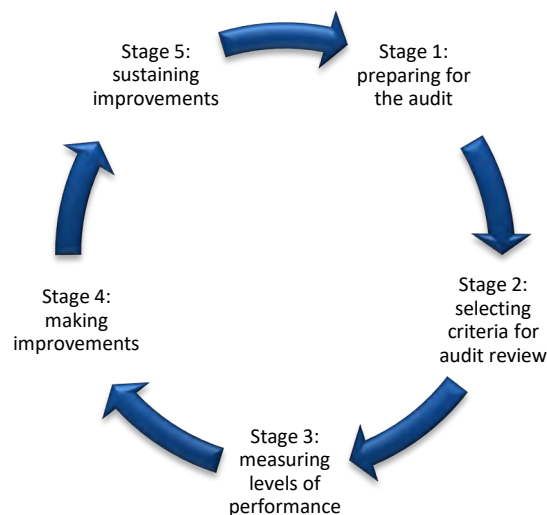 Stage 1:
preparing for
the audit
Stage 2:
selecting
criteria for
audit review
Stage 3:
measuring
levels of
performance
Stage 4:
making
improvements
Stage 5:
sustaining
improvements